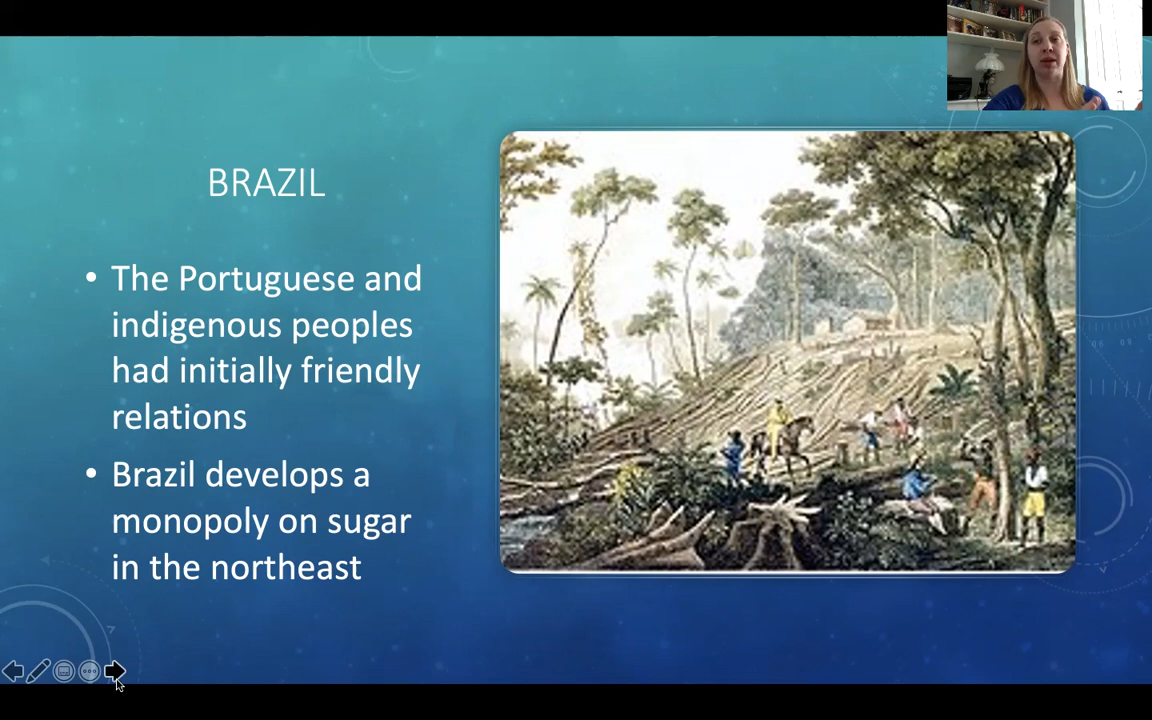 BRAZIL
• The Portuguese and
indigenous peoples
had initially friendly
relations
• Brazil develops a
monopoly on sugar
in the northeast